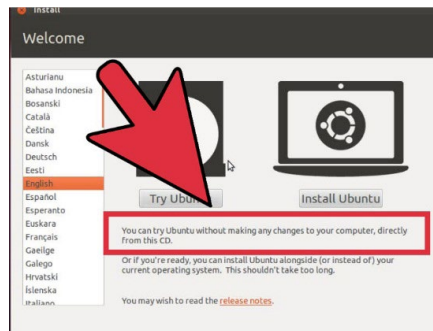 Install
Welcome
Asturianu
Bahasa Indonesia
Bosanski
Català
Čeština
Dansk
Deutsch
Eesti
English
Español
Esperanto
Euskara
Français
Gaeilge
Galego
Hrvatski
Íslenska
Italiano
Try
Install Ubuntu
You can try Ubuntu without making any changes to your computer, directly
from this CD.
Or if you're ready, you can install Ubuntu alongside (or instead of) your
current operating system. This shouldn't take too long.
You may wish to read the release notes.